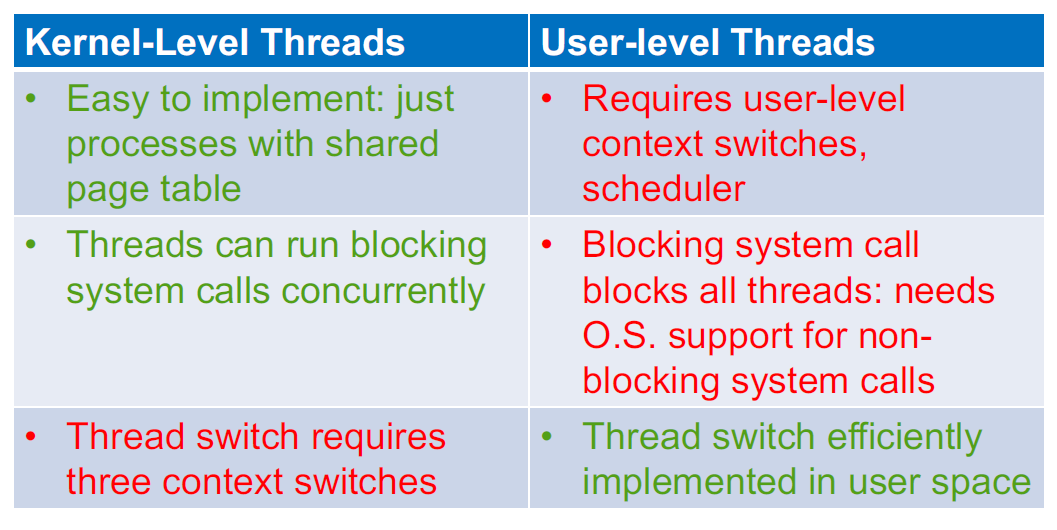 Kernel-Level Threads
User-level Threads
• Easy to implement: just
processes with shared
page table
• Requires user-level
context switches,
scheduler
• Threads can run blocking
system calls concurrently
• Blocking system call
blocks all threads: needs
O.S. support for non-
blocking system calls
• Thread switch requires
three context switches
• Thread switch efficiently
implemented in user space